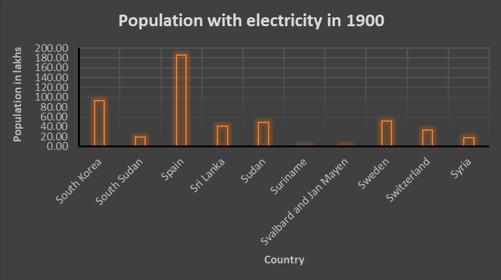 Population with electricity in 1900
Population in lakhs
200.00
180.00
160.00
140.00
120.00
100.00
80.00
60.00
40.00
20.00
0.00
South Korea
South Sudan
Spain
Sri Lanka
Sudan
Suriname
Svalbard and Jan Mayen
Sweden
Switzerland
Syria
Country